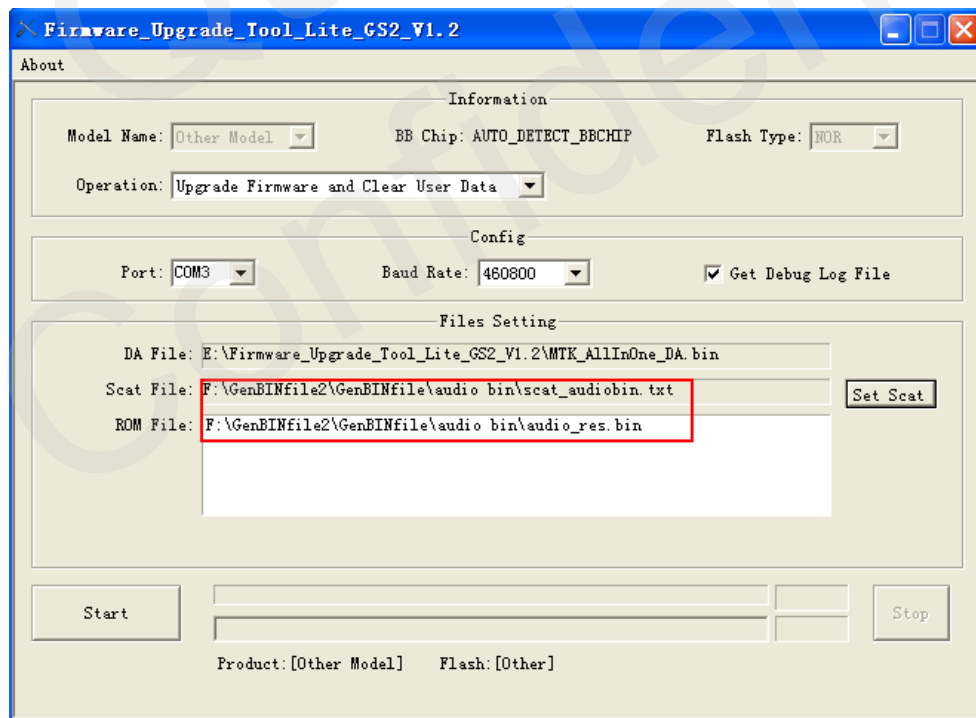 Firmware_Upgrade_Tool_Lite_GS2_V1.2
About
Information
Model Name: Other Model BB Chip: AUTO_DETECT_BBCHIP Flash Type: NOR
Operation: Upgrade Firmware and Clear User Data
Config
Port: COM3 Baud Rate: 460800 Get Debug Log File
Files Setting
DA File: E:\Firmware_Upgrade_Tool_Lite_GS2_V1.2\MTK_AllInOne_DA.bin
Scat File: F:\GenBINfile2\GenBINfile\audio bin\scat_audiobin.txt Set Scat
ROM File: F:\GenBINfile2\GenBINfile\audio bin\audio_res.bin
Start Stop
Product:[Other Model] Flash:[Other]